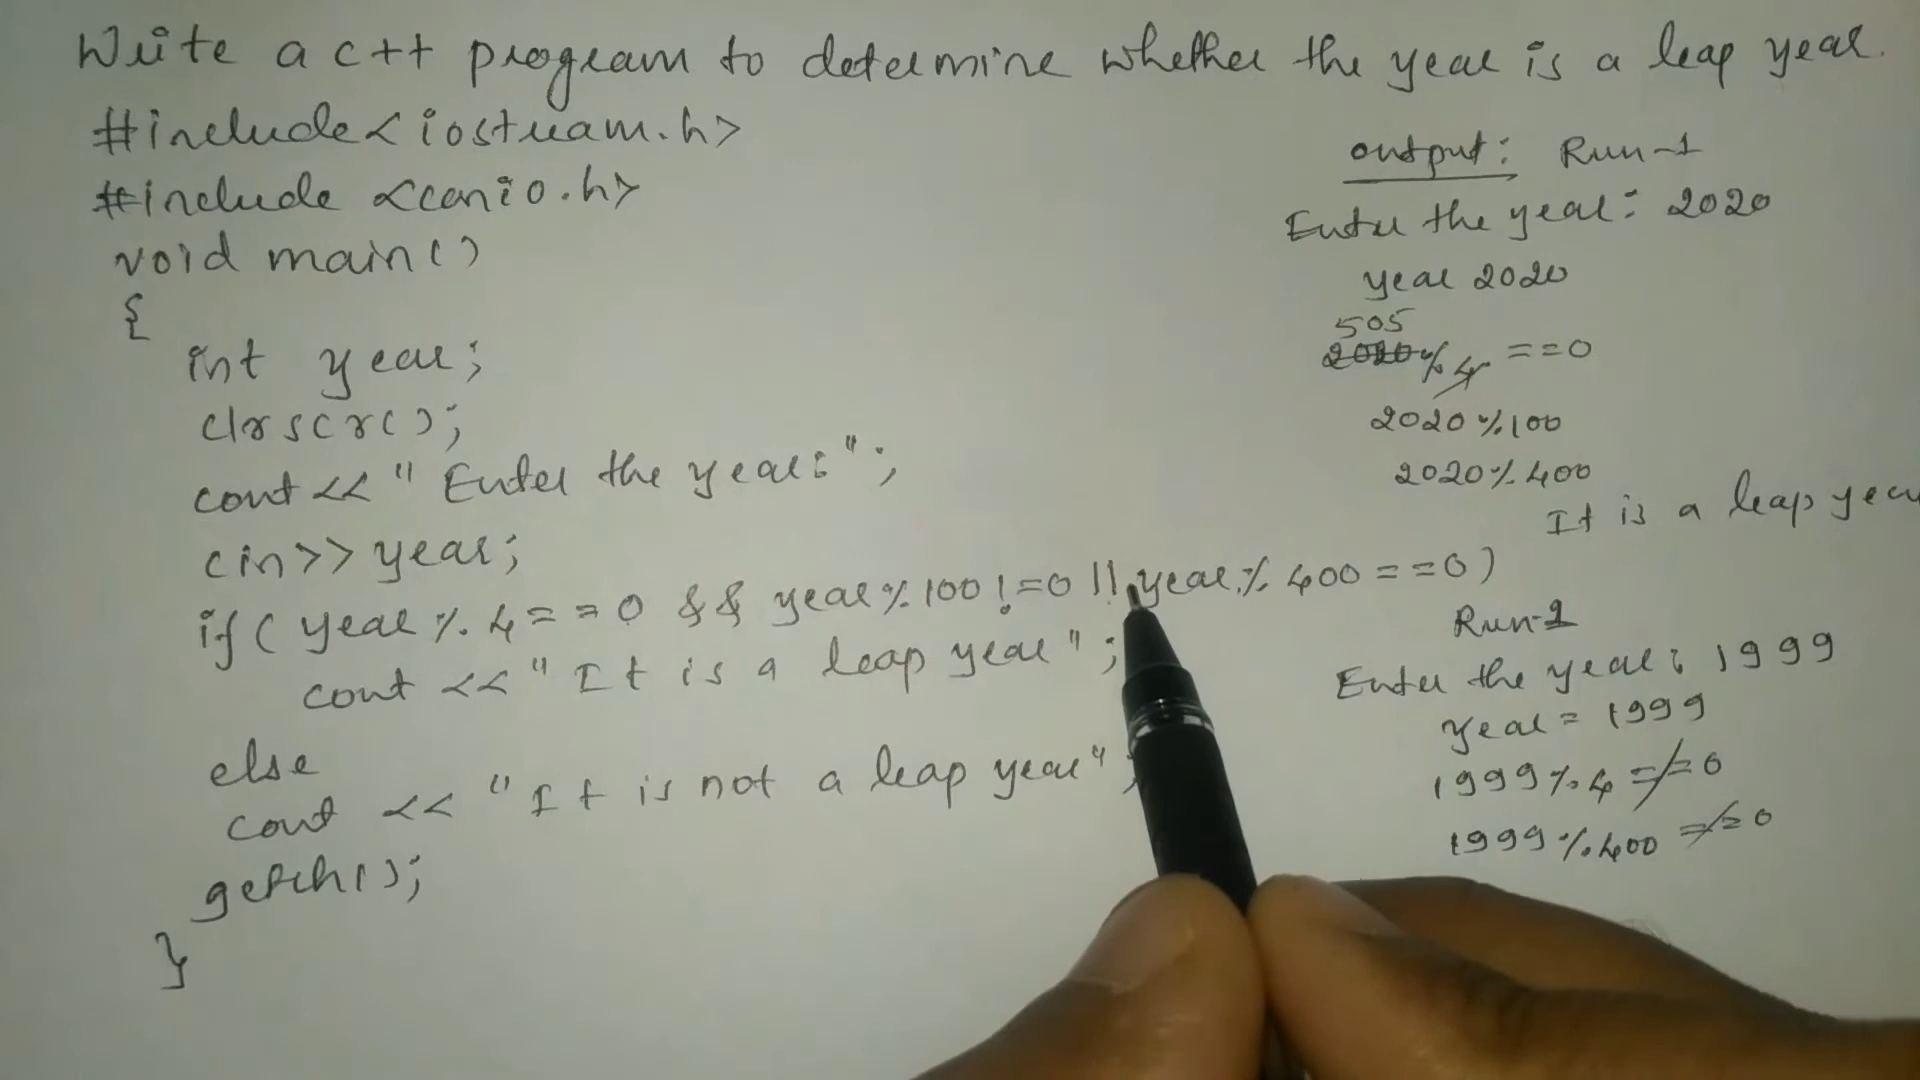 Write a c++ program to determine whether the year is a leap year.
#include<iostream.h>
#include <conio.h>
void main()
{
int year;
clrscr();
cout<<"Enter the year:";
cin>>year;
if(year%4==0 && year%100!=0||year%400==0)
cout<<"It is a leap year";
else
cout<<"It is not a leap year";
getch();
}
output: Run-1
Enter the year: 2020
year 2020
505
2020%4==0
2020%100
2020%400
It is a leap
Run-2
Enter the year: 1999
year=1999
1999%4==0
1999%400==0